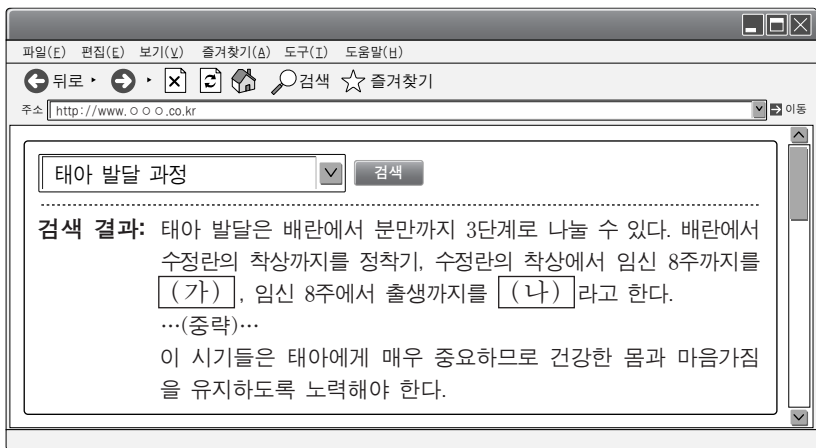 파일(F) 편집(E) 보기(V) 즐겨찾기(A) 도구(T) 도움말(H)
뒤로 검색 즐겨찾기
주소 http://www.○○○.co.kr 이동
태아 발달 과정 검색
검색 결과: 태아 발달은 배란에서 분만까지 3단계로 나눌 수 있다. 배란에서
수정란의 착상까지를 정착기, 수정란의 착상에서 임신 8주까지를
(가), 임신 8주에서 출생까지를 (나)라고 한다.
…(중략)…
이 시기들은 태아에게 매우 중요하므로 건강한 몸과 마음가짐
을 유지하도록 노력해야 한다.